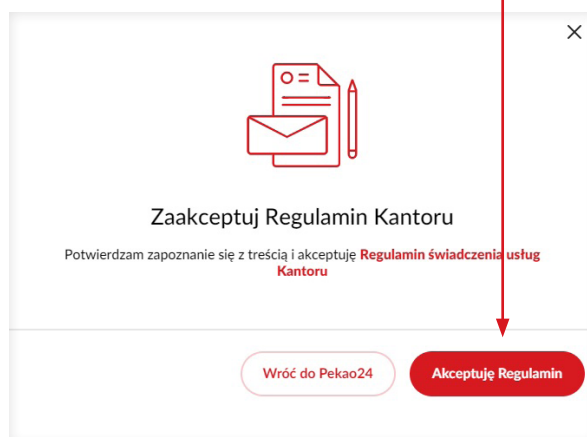 Zaakceptuj Regulamin Kantoru
Potwierdzam zapoznanie się z treścią i akceptuję Regulamin świadczenia usług
Kantoru
Wróć do Pekao24
Akceptuję Regulamin